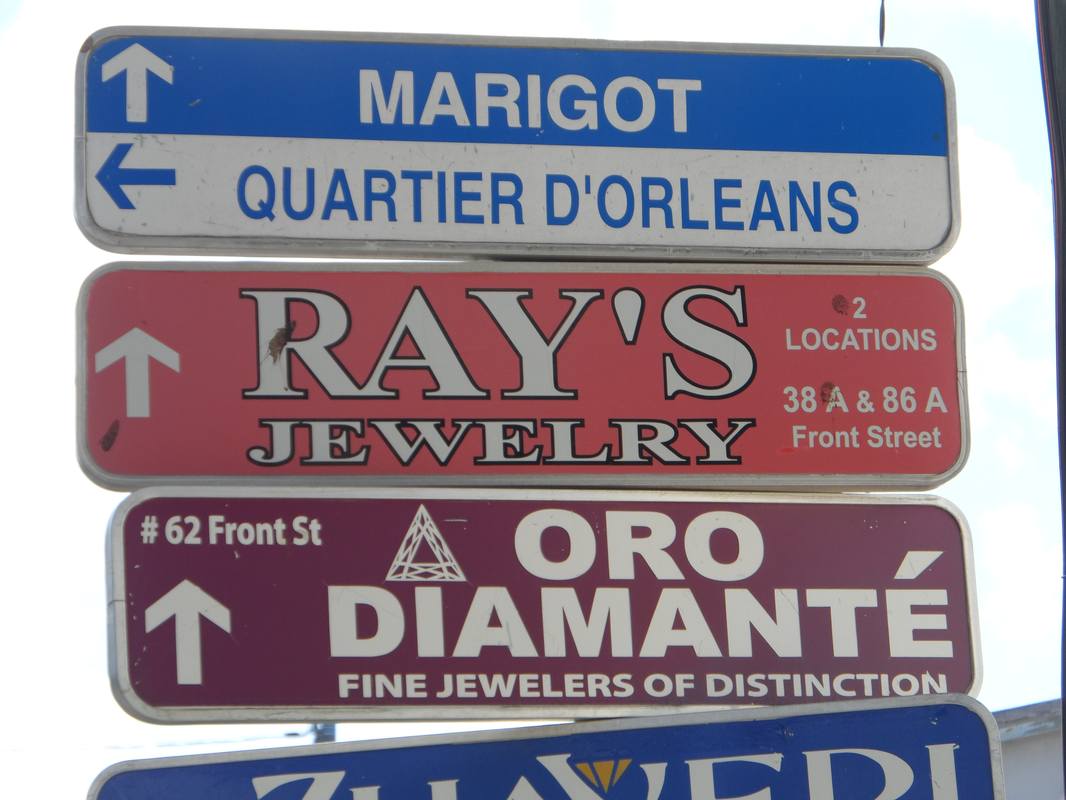 MARIGOT
QUARTIER D'ORLEANS
RAY'S
JEWELRY
2
LOCATIONS
38 A & 86 A
Front Street
# 62 Front St
ORO
DIAMANTÉ
FINE JEWELERS OF DISTINCTION